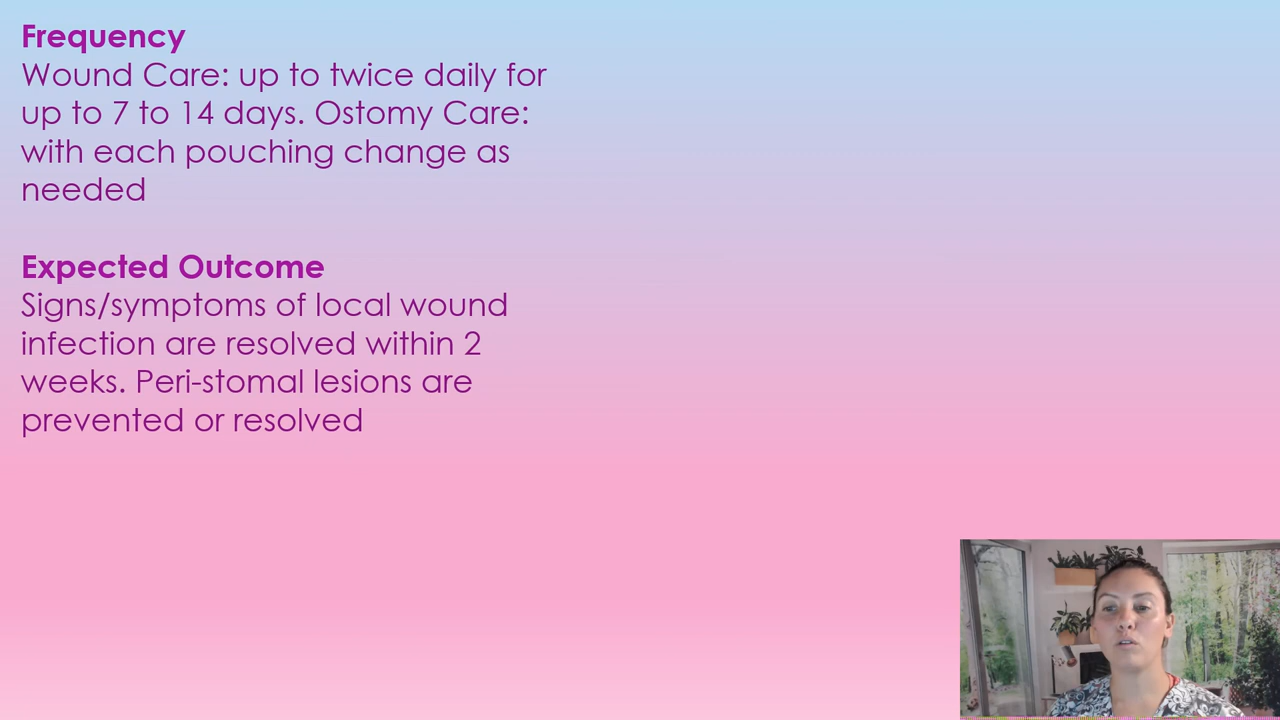 Frequency
Wound Care: up to twice daily for
up to 7 to 14 days. Ostomy Care:
with each pouching change as
needed
Expected Outcome
Signs/symptoms of local wound
infection are resolved within 2
weeks. Peri-stomal lesions are
prevented or resolved